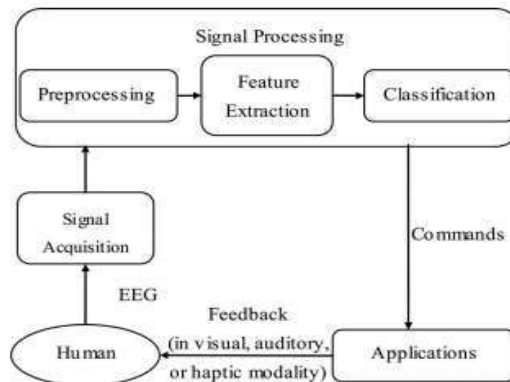 Signal Processing
Preprocessing
Feature
Extraction
Classification
Signal
Acquisition
Commands
EEG
Feedback
(in visual, auditory,
or haptic modality)
Human
Applications